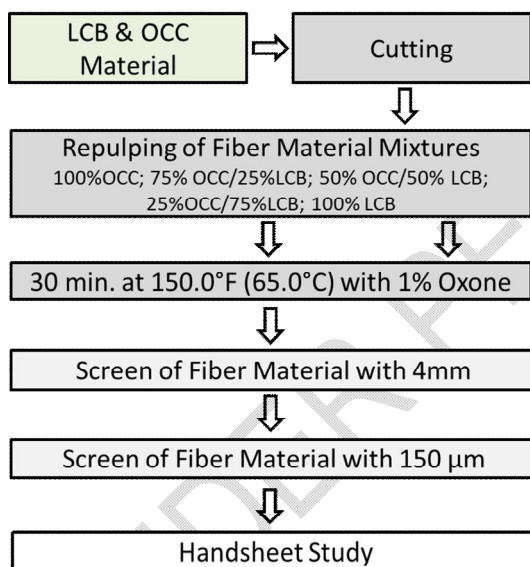 LCB & OCC
Material
Cutting
Repulping of Fiber Material Mixtures
100%OCC; 75% OCC/25%LCB; 50% OCC/50% LCB;
25%OCC/75%LCB; 100% LCB
30 min. at 150.0°F (65.0°C) with 1% Oxone
Screen of Fiber Material with 4mm
Screen of Fiber Material with 150 µm
Handsheet Study